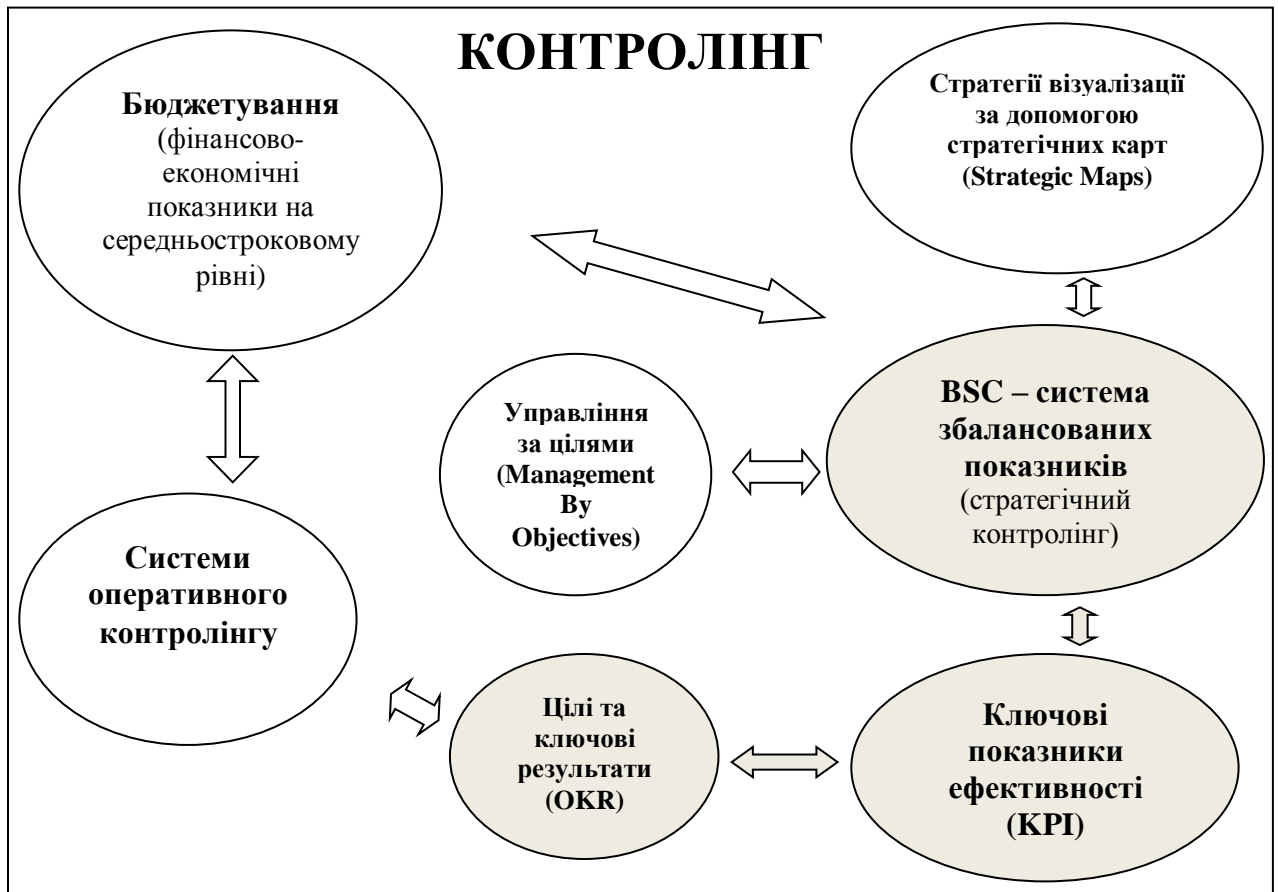 КОНТРОЛІНГ
Бюджетування
(фінансово-
економічні
показники на
середньостроковому
рівні)
Стратегії візуалізації
за допомогою
стратегічних карт
(Strategic Maps)
Управління
за цілями
(Management
By
Objectives)
BSC – система
збалансованих
показників
(стратегічний
контролінг)
Системи
оперативного
контролінгу
Цілі та
ключові
результати
(OKR)
Ключові
показники
ефективності
(KPI)